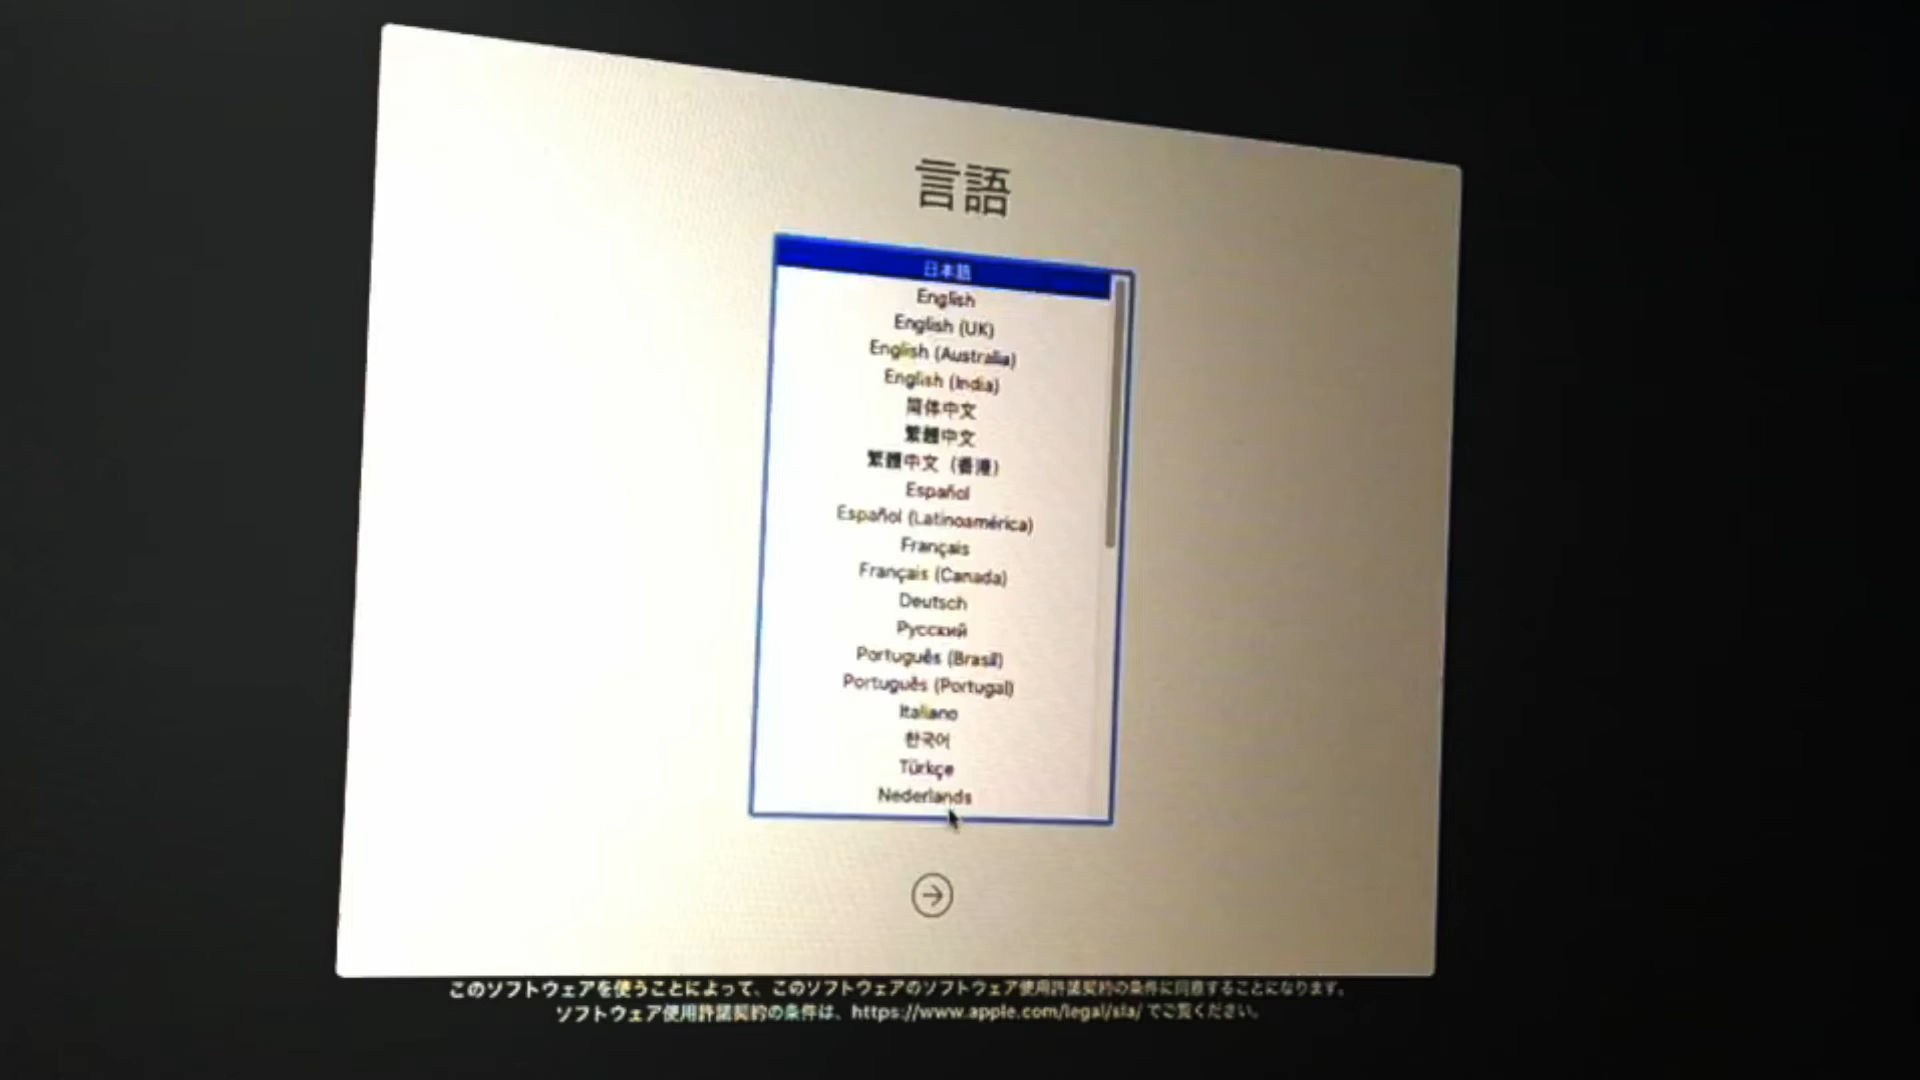 言語
日本語
English
English (UK)
English (Australia)
English (India)
简体中文
繁體中文
繁體中文（香港）
Español
Español (Latinoamérica)
Français
Français (Canada)
Deutsch
Русский
Português (Brasil)
Português (Portugal)
Italiano
한국어
Türkçe
Nederlands
このソフトウェアを使うことによって、このソフトウェアのソフトウェア使用許諾契約の条件に同意することになります。
ソフトウェア使用許諾契約の条件は、https://www.apple.com/legal/sla/ でご覧ください。